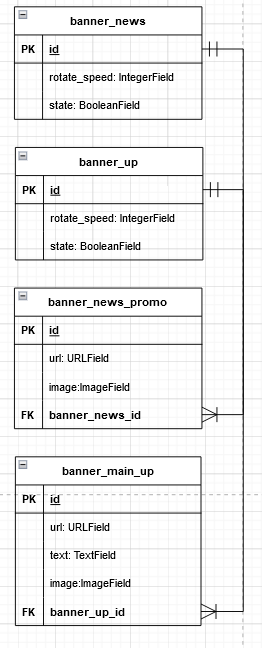 banner_news
PK id
rotate_speed: IntegerField
state: BooleanField
banner_up
PK id
rotate_speed: IntegerField
state: BooleanField
banner_news_promo
PK id
url: URLField
image:ImageField
FK banner_news_id
banner_main_up
PK id
url: URLField
text: TextField
image:ImageField
FK banner_up_id